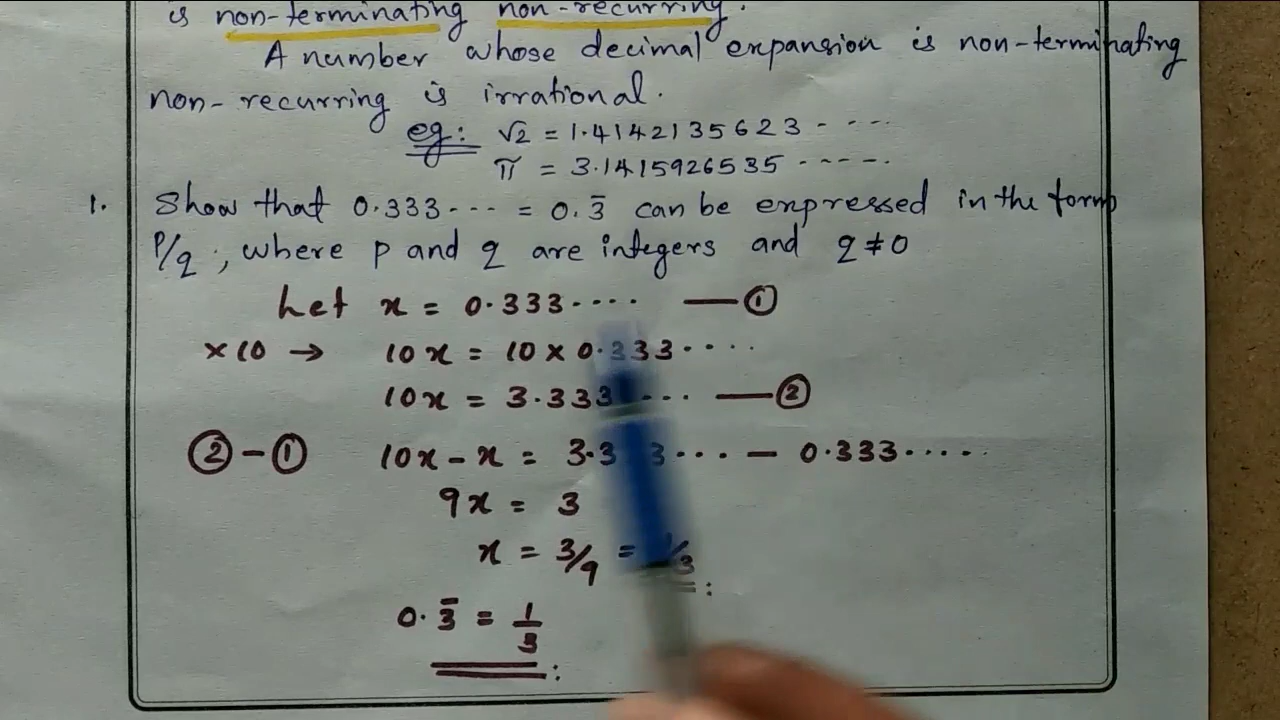 is non-terminating non-recurring.
A number whose decimal expansion is non-terminating
non-recurring is irrational.
eg: √2 = 1.4142135623 - ---
π = 3.1415926535 -----.
1. Show that 0.333--- = 0.3̄ can be expressed in the form
P/q, where p and q are integers and q ≠ 0
Let x = 0.333.... —①
×10 → 10x = 10 × 0.333....
10x = 3.333 ... —②
②-① 10x - x = 3.3 3... - 0.333.....
9x = 3
x = 3/9 = 1/3
0.3̄ = 1/3